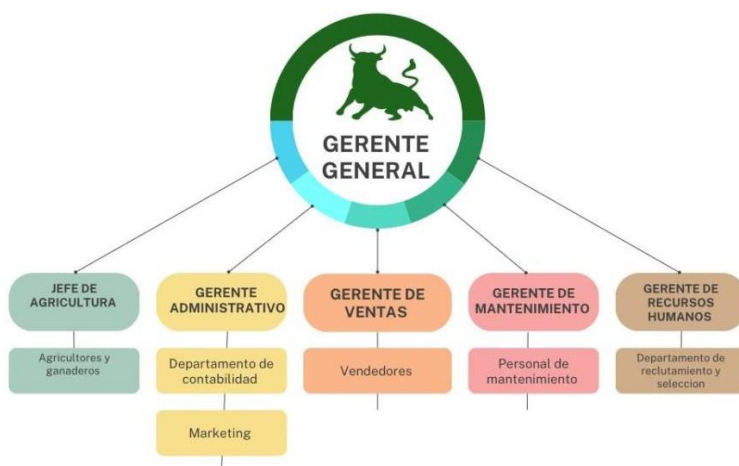 GERENTE
GENERAL
JEFE DE
AGRICULTURA
GERENTE
ADMINISTRATIVO
GERENTE DE
VENTAS
GERENTE DE
MANTENIMIENTO
GERENTE DE
RECURSOS
HUMANOS
Agricultores y
ganaderos
Departamento de
contabilidad
Vendedores
Personal de
mantenimiento
Departamento de
reclutamiento y
seleccion
Marketing